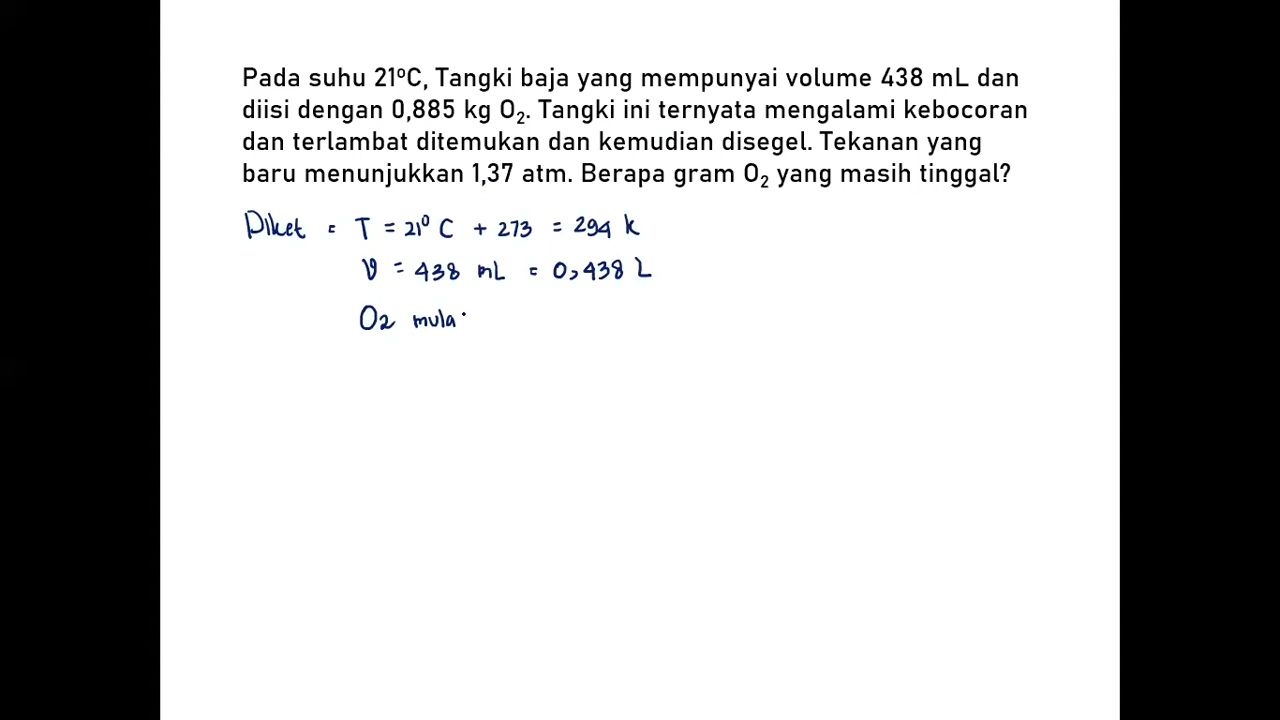 Pada suhu 21ºC, Tangki baja yang mempunyai volume 438 mL dan
diisi dengan 0,885 kg O₂. Tangki ini ternyata mengalami kebocoran
dan terlambat ditemukan dan kemudian disegel. Tekanan yang
baru menunjukkan 1,37 atm. Berapa gram O₂ yang masih tinggal?
Diket = T = 21⁰ C + 273 = 294 k
V = 438 mL = 0,438 L
O2 mula